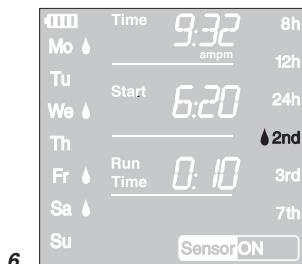 Time 9:32 8h
ampm
Mo 12h
Tu
Start 6:20 24h
We
2nd
Th
Run
Time 0:10 3rd
Fr
Sa 7th
Su Sensor ON
6